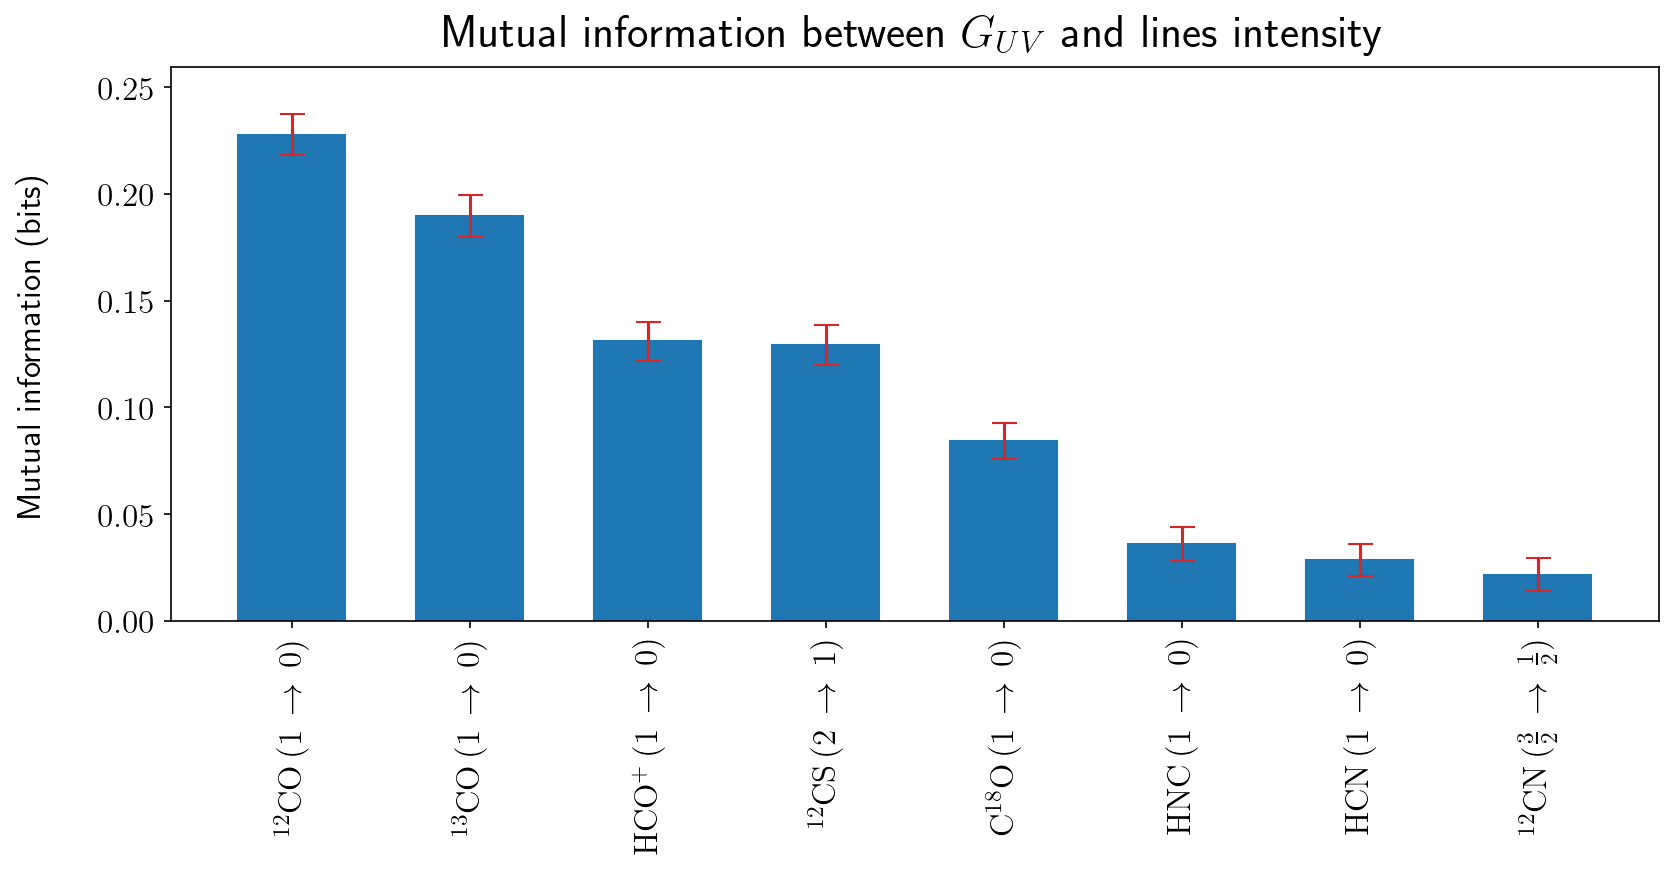 Mutual information between G_{UV} and lines intensity
Mutual information (bits)
0.25
0.20
0.15
0.10
0.05
0.00
¹²CO (1 → 0)
¹³CO (1 → 0)
HCO⁺ (1 → 0)
¹²CS (2 → 1)
C¹⁸O (1 → 0)
HNC (1 → 0)
HCN (1 → 0)
¹²CN (3/2 → 1/2)